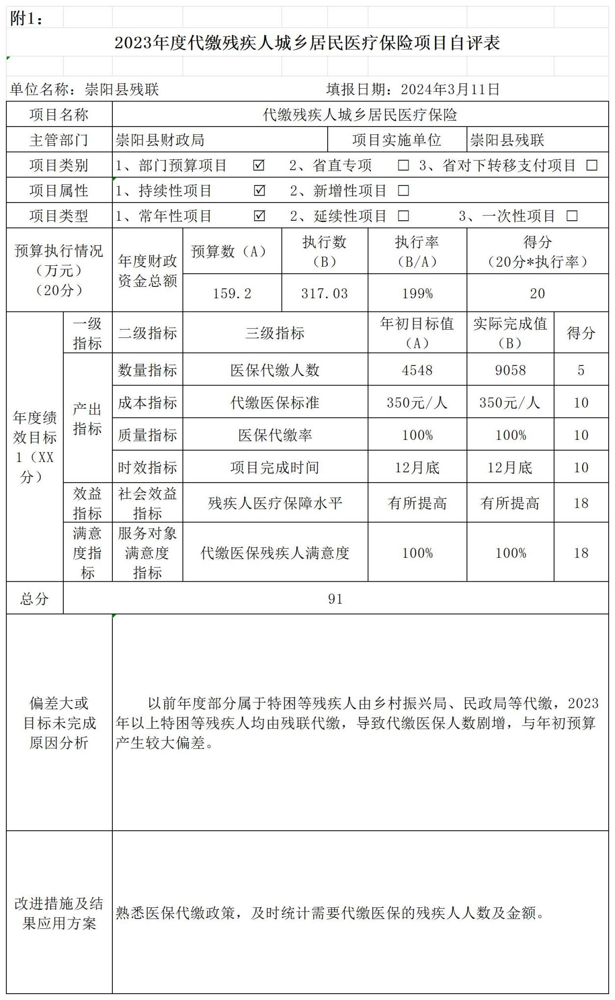 附1：
2023年度代缴残疾人城乡居民医疗保险项目自评表
单位名称：崇阳县残联 填报日期：2024年3月11日
项目名称 代缴残疾人城乡居民医疗保险
主管部门 崇阳县财政局 项目实施单位 崇阳县残联
项目类别 1、部门预算项目 ☑ 2、省直专项 □ 3、省对下转移支付项目 □
项目属性 1、持续性项目 ☑ 2、新增性项目 □
项目类型 1、常年性项目 ☑ 2、延续性项目 □ 3、一次性项目 □
预算执行情况
（万元）
（20分）
年度财政
资金总额
预算数（A）
执行数
（B）
执行率
（B/A）
得分
（20分*执行率）
159.2 317.03 199% 20
年度绩
效目标
1（XX
分）
一级
指标
二级指标
三级指标
年初目标值
（A）
实际完成值
（B）
得分
产出
指标
数量指标 医保代缴人数 4548 9058 5
成本指标 代缴医保标准 350元/人 350元/人 10
质量指标 医保代缴率 100% 100% 10
时效指标 项目完成时间 12月底 12月底 10
效益
指标
社会效益
指标
残疾人医疗保障水平 有所提高 有所提高 18
满意
度指
标
服务对象
满意度
指标
代缴医保残疾人满意度 100% 100% 18
总分 91
偏差大或
目标未完成
原因分析
以前年度部分属于特困等残疾人由乡村振兴局、民政局等代缴，2023
年以上特困等残疾人均由残联代缴，导致代缴医保人数剧增，与年初预算
产生较大偏差。
改进措施及结
果应用方案
熟悉医保代缴政策，及时统计需要代缴医保的残疾人人数及金额。